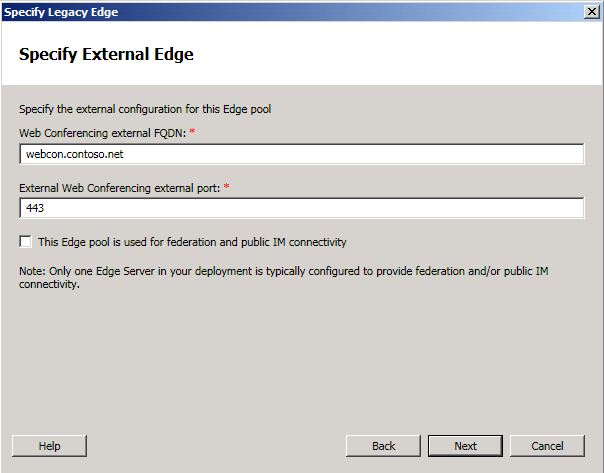 Specify Legacy Edge
Specify External Edge
Specify the external configuration for this Edge pool
Web Conferencing external FQDN: *
webcon.contoso.net
External Web Conferencing external port: *
443
This Edge pool is used for federation and public IM connectivity
Note: Only one Edge Server in your deployment is typically configured to provide federation and/or public IM
connectivity.
Help Back Next Cancel